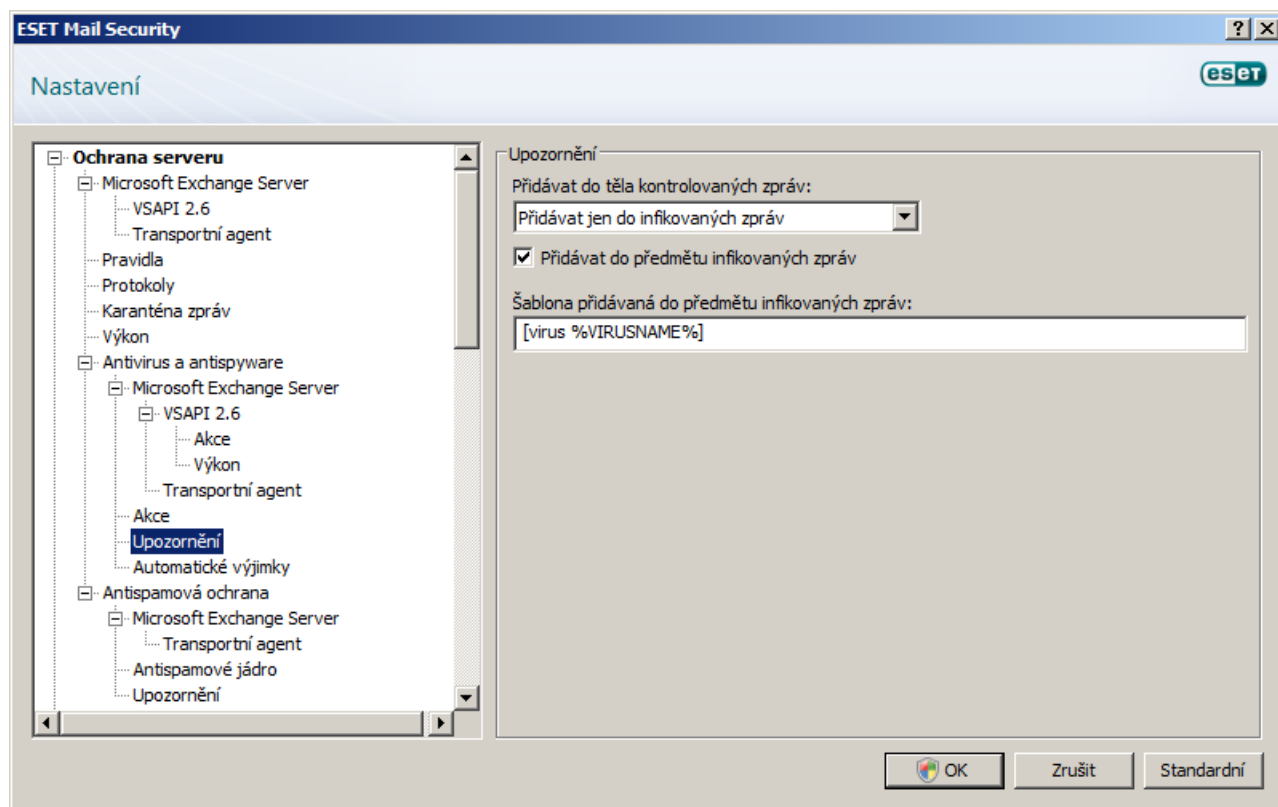 ESET Mail Security
Nastavení
eset
Ochrana serveru
Microsoft Exchange Server
VSAPI 2.6
Transportní agent
Pravidla
Protokoly
Karanténa zpráv
Výkon
Antivirus a antispyware
Microsoft Exchange Server
VSAPI 2.6
Akce
Výkon
Transportní agent
Akce
Upozornění
Automatické výjimky
Antispamová ochrana
Microsoft Exchange Server
Transportní agent
Antispamové jádro
Upozornění
Upozornění
Přidávat do těla kontrolovaných zpráv:
Přidávat jen do infikovaných zpráv
Přidávat do předmětu infikovaných zpráv
Šablona přidávaná do předmětu infikovaných zpráv:
[virus %VIRUSNAME%]
OK
Zrušit
Standardní